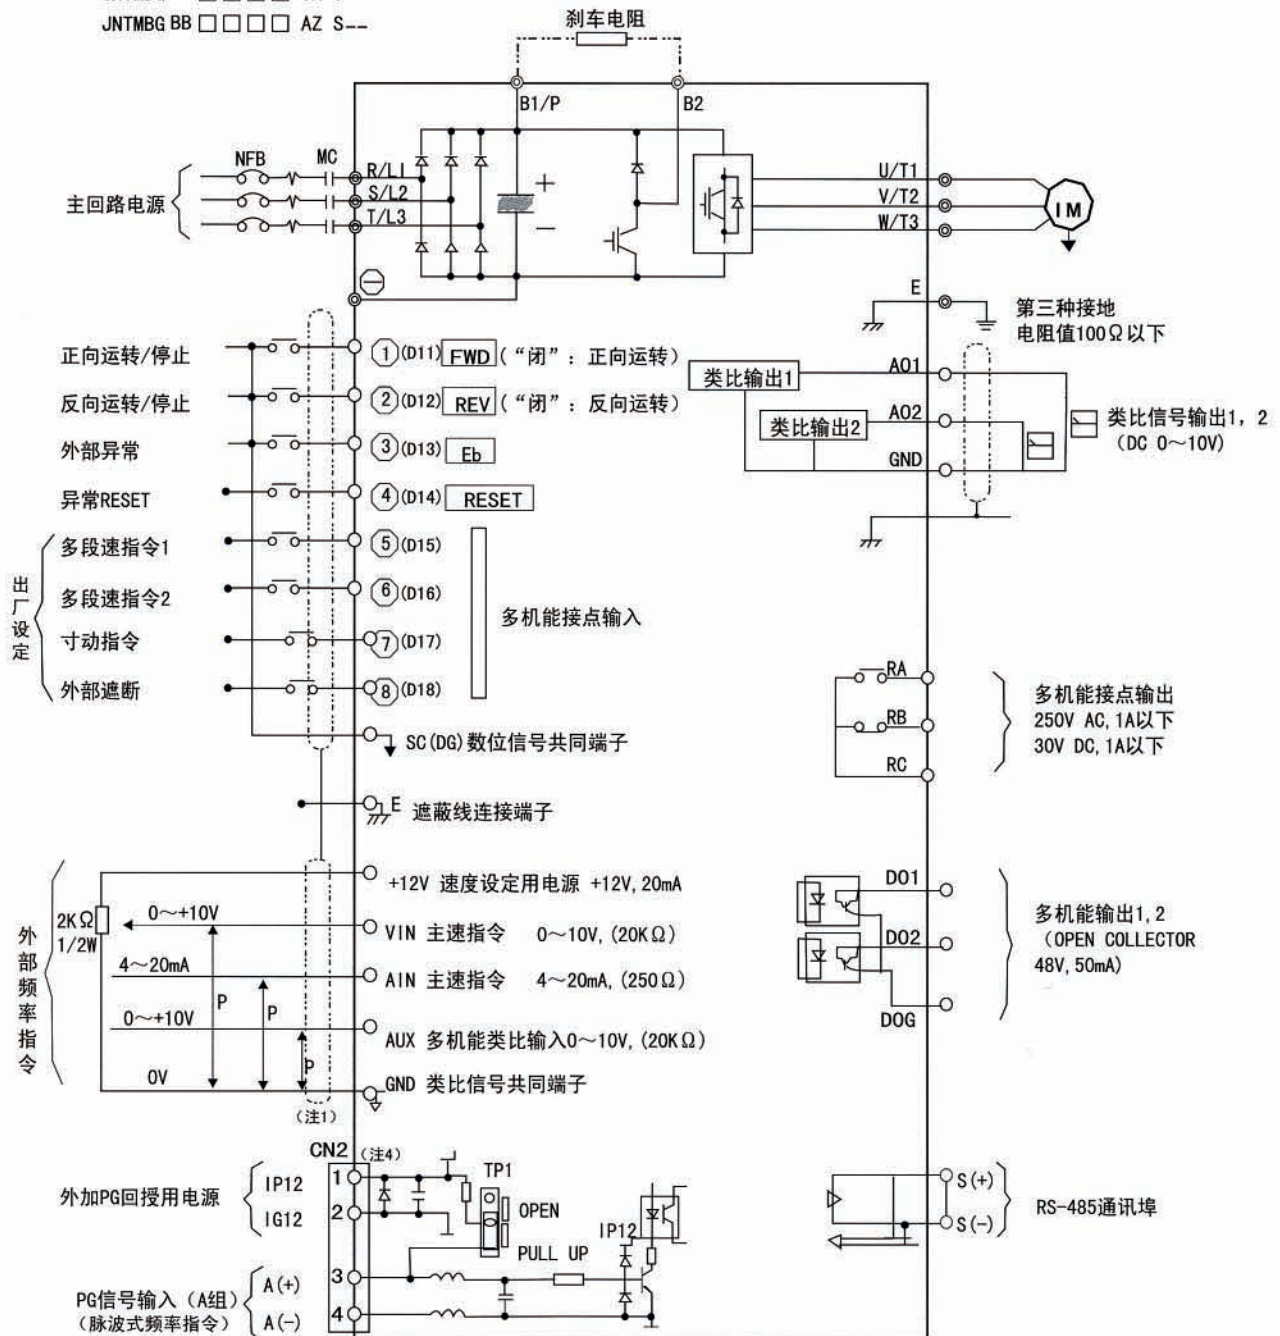 JNTMBG BB □□□□ AZ S--
刹车电阻
B1/P
B2
NFB
MC
主回路电源
R/L1
S/L2
T/L3
+
−
U/T1
V/T2
W/T3
IM
E
第三种接地
电阻值100Ω以下
正向运转/停止
1 (D11) FWD (“闭”: 正向运转)
反向运转/停止
2 (D12) REV (“闭”: 反向运转)
外部异常
3 (D13) Eb
异常RESET
4 (D14) RESET
出厂设定
多段速指令1
5 (D15)
多段速指令2
6 (D16)
寸动指令
7 (D17)
外部遮断
8 (D18)
多机能接点输入
SC(DG)数位信号共同端子
E 遮蔽线连接端子
类比输出1
AO1
类比输出2
AO2
GND
类比信号输出1, 2
(DC 0~10V)
RA
RB
RC
多机能接点输出
250V AC, 1A以下
30V DC, 1A以下
外部频率指令
2KΩ
1/2W
+12V 速度设定用电源 +12V, 20mA
0~+10V
VIN 主速指令 0~10V, (20KΩ)
4~20mA
AIN 主速指令 4~20mA, (250Ω)
0~+10V
AUX 多机能类比输入0~10V, (20KΩ)
P
P
P
0V
GND 类比信号共同端子
(注1)
DO1
DO2
DOG
多机能输出1,2
(OPEN COLLECTOR
48V, 50mA)
CN2 (注4)
外加PG回授用电源
IP12
IG12
1
2
3
4
TP1
OPEN
PULL UP
IP12
PG信号输入 (A组)
(脉波式频率指令)
A(+)
A(-)
S(+)
S(-)
RS-485通讯埠